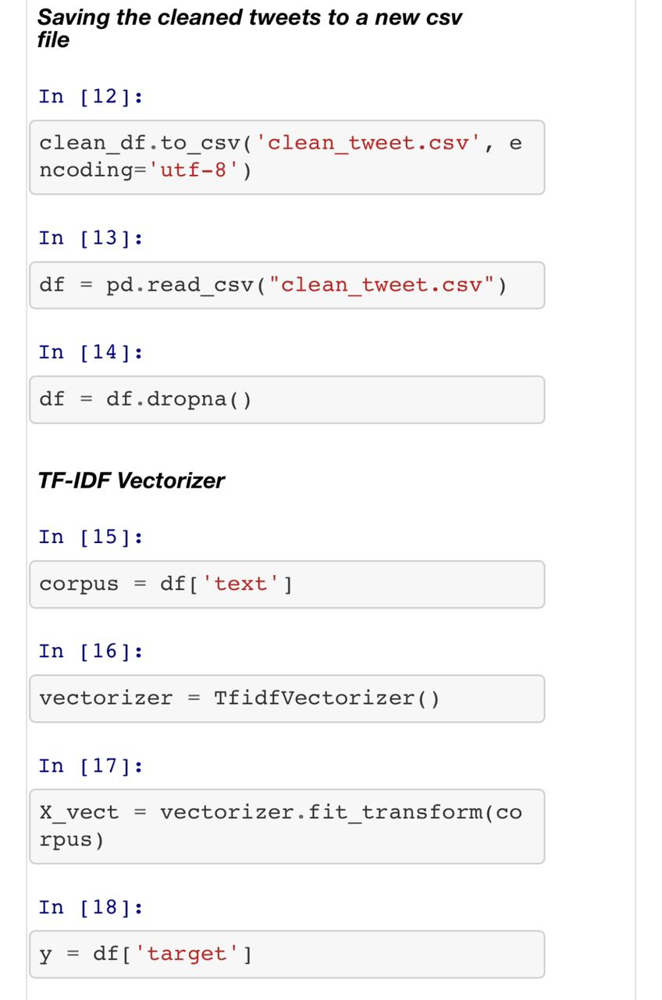 Saving the cleaned tweets to a new csv
file
In [12]:
clean_df.to_csv('clean_tweet.csv', e
ncoding='utf-8')
In [13]:
df = pd.read_csv("clean_tweet.csv")
In [14]:
df = df.dropna()
TF-IDF Vectorizer
In [15]:
corpus = df['text']
In [16]:
vectorizer = TfidfVectorizer()
In [17]:
X_vect = vectorizer.fit_transform(co
rpus)
In [18]:
y = df['target']